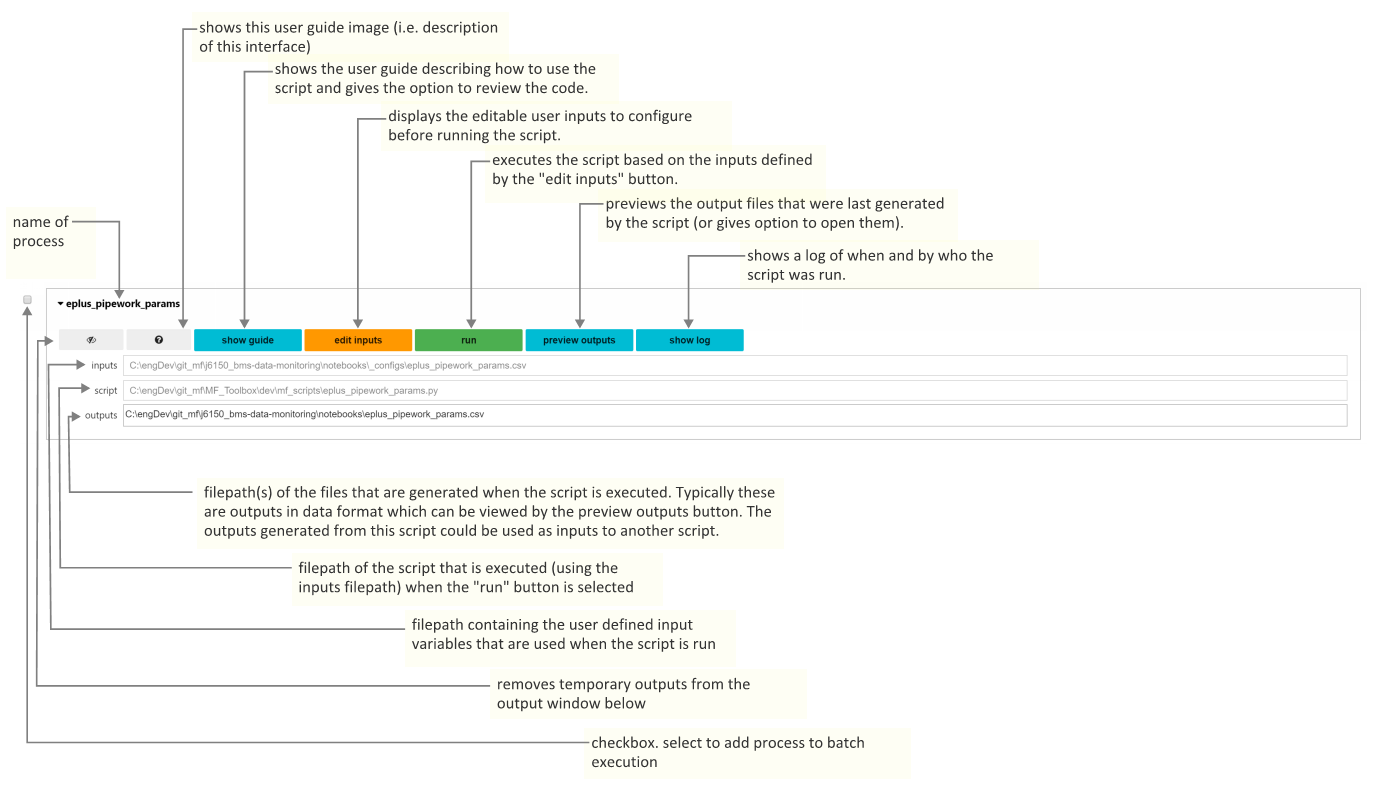 shows this user guide image (i.e. description
of this interface)
shows the user guide describing how to use the
script and gives the option to review the code.
displays the editable user inputs to configure
before running the script.
executes the script based on the inputs defined
by the "edit inputs" button.
previews the output files that were last generated
by the script (or gives option to open them).
name of
process
shows a log of when and by who the
script was run.
eplus_pipework_params
?
show guide
edit inputs
run
preview outputs
show log
inputs C:\engDev\git_mf\j6150_bms-data-monitoring\notebooks\_configs\eplus_pipework_params.csv
script C:\engDev\git_mf\MF_Toolbox\dev\mf_scripts\eplus_pipework_params.py
outputs C:\engDev\git_mf\j6150_bms-data-monitoring\notebooks\eplus_pipework_params.csv
filepath(s) of the files that are generated when the script is executed. Typically these
are outputs in data format which can be viewed by the preview outputs button. The
outputs generated from this script could be used as inputs to another script.
filepath of the script that is executed (using the
inputs filepath) when the "run" button is selected
filepath containing the user defined input
variables that are used when the script is run
removes temporary outputs from the
output window below
checkbox. select to add process to batch
execution